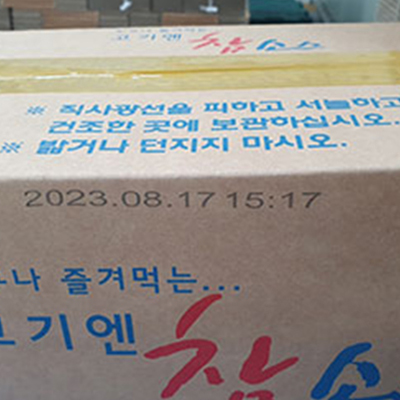 고기엔 참소
※ 직사광선을 피하고 서늘하고
건조한 곳에 보관하십시오.
※ 밟거나 던지지 마시오.
2023.08.17 15:17
즐겨먹는...
고기엔 참소